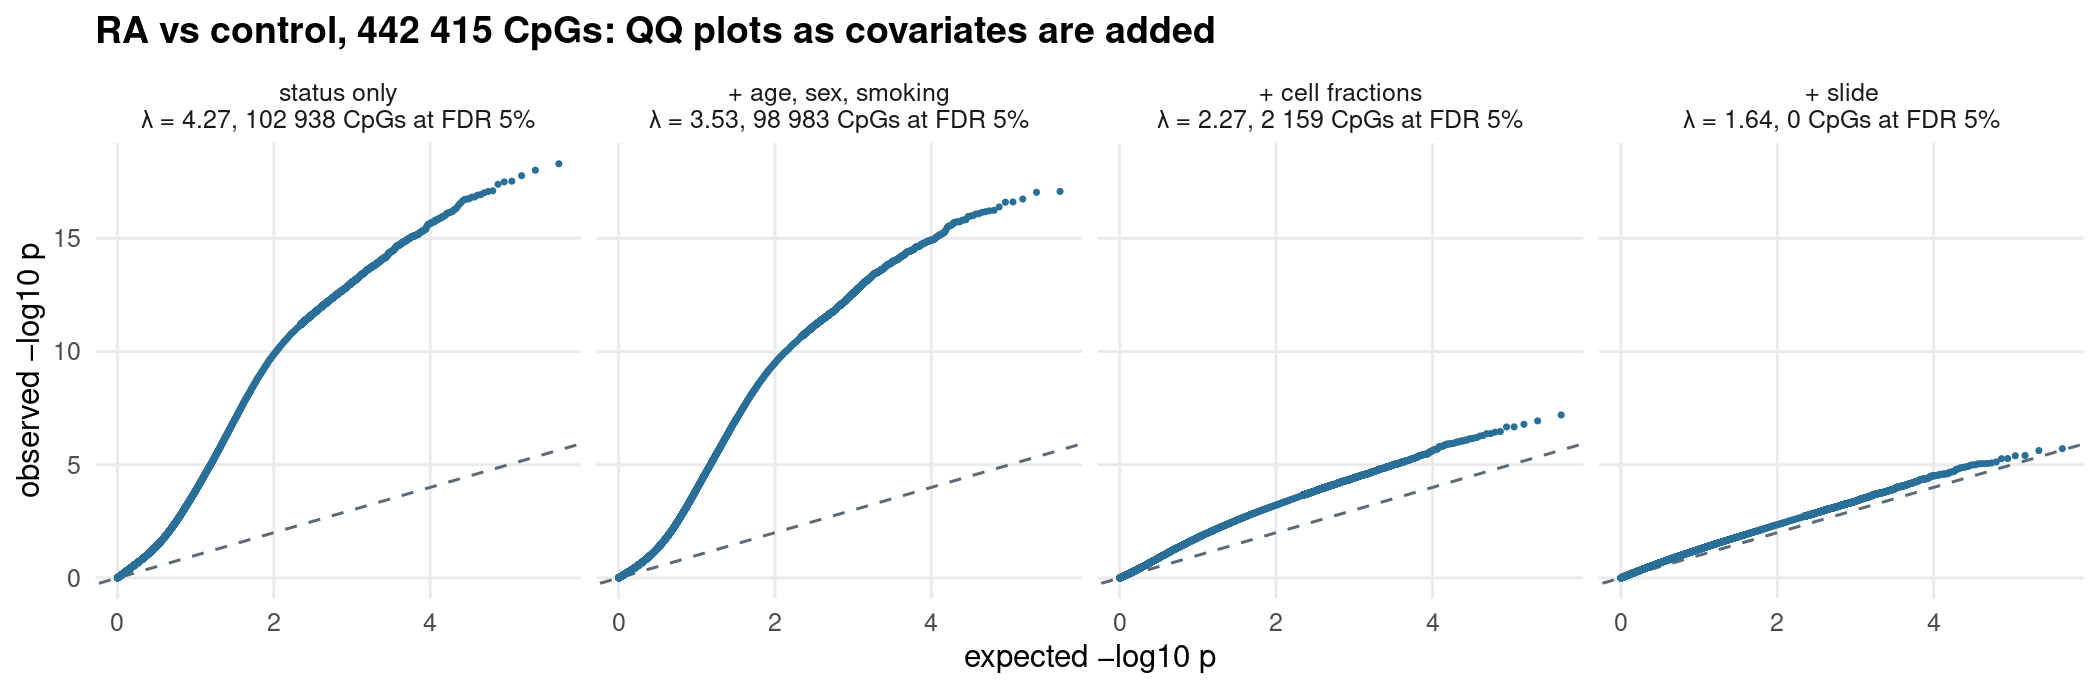 RA vs control, 442 415 CpGs: QQ plots as covariates are added
status only
λ = 4.27, 102 938 CpGs at FDR 5%
+ age, sex, smoking
λ = 3.53, 98 983 CpGs at FDR 5%
+ cell fractions
λ = 2.27, 2 159 CpGs at FDR 5%
+ slide
λ = 1.64, 0 CpGs at FDR 5%
observed −log10 p
15
10
5
0
0 2 4
0 2 4
0 2 4
0 2 4
expected −log10 p